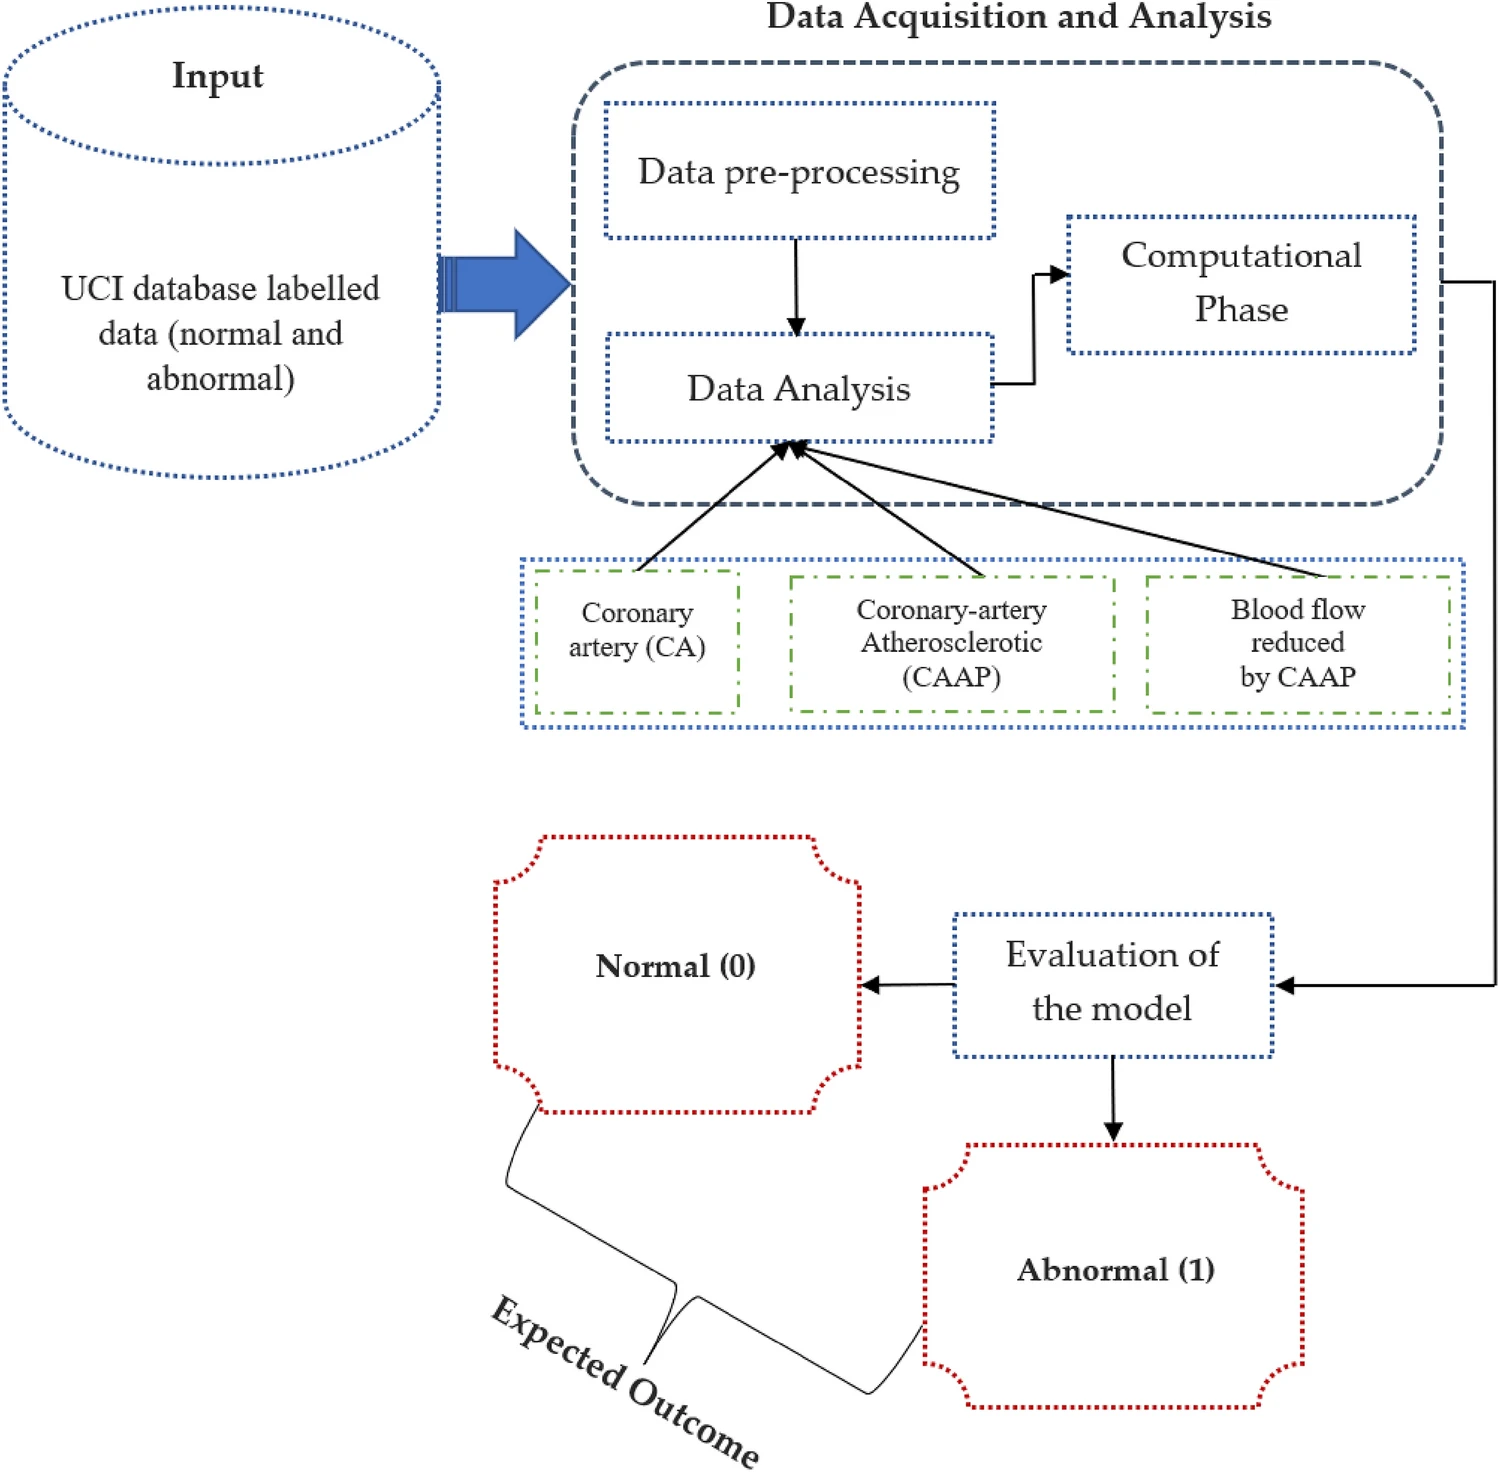 Data Acquisition and Analysis
Input
UCI database labelled
data (normal and
abnormal)
Data pre-processing
Computational
Phase
Data Analysis
Coronary
artery (CA)
Coronary-artery
Atherosclerotic
(CAAP)
Blood flow
reduced
by CAAP
Normal (0)
Evaluation of
the model
Abnormal (1)
Expected Outcome